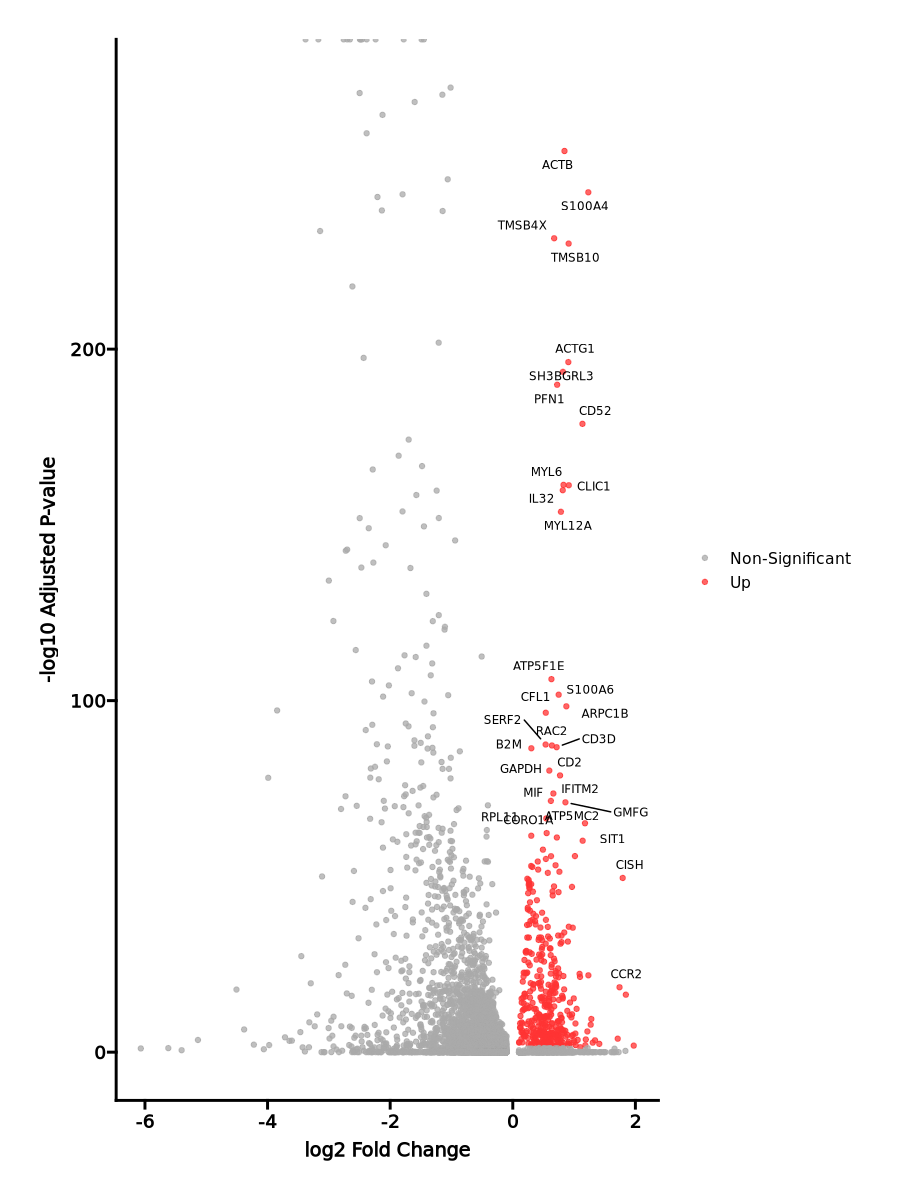 ACTB
S100A4
TMSB4X
TMSB10
200
ACTG1
SH3BGRL3
PFN1
CD52
MYL6
CLIC1
IL32
MYL12A
-log10 Adjusted P-value
Non-Significant
Up
ATP5F1E
S100A6
CFL1
100
ARPC1B
SERF2
RAC2
CD3D
B2M
CD2
GAPDH
MIF
IFITM2
GMFG
RPL11
CORO1A
ATP5MC2
SIT1
CISH
CCR2
0
-6
-4
-2
0
2
log2 Fold Change